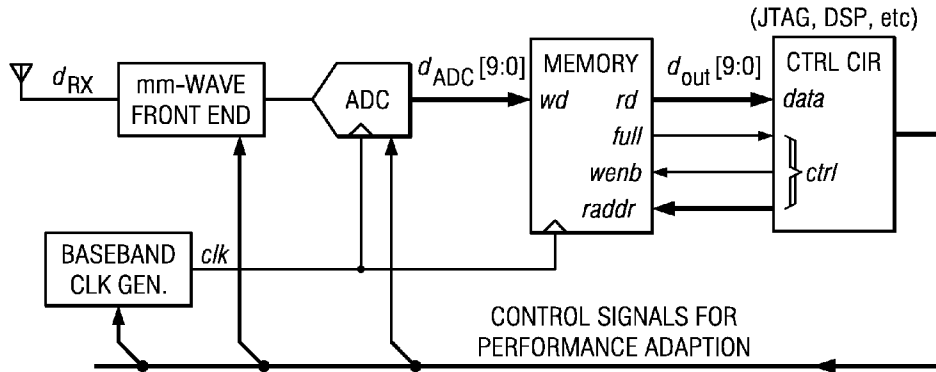 (JTAG, DSP, etc)
d_RX
mm-WAVE
FRONT END
ADC
d_ADC [9:0]
MEMORY
wd
rd
full
wenb
raddr
d_out [9:0]
CTRL CIR
data
ctrl
BASEBAND
CLK GEN.
clk
CONTROL SIGNALS FOR
PERFORMANCE ADAPTION